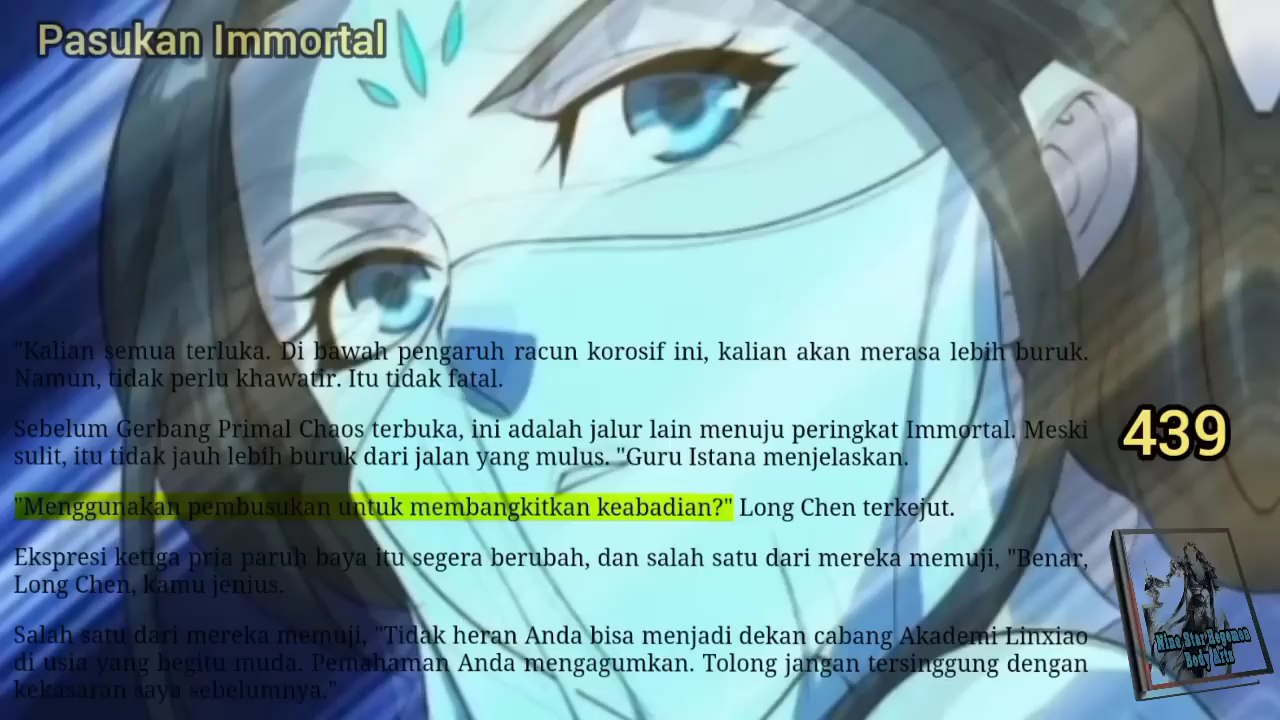 Pasukan Immortal
"Kalian semua terluka. Di bawah pengaruh racun korosif ini, kalian akan merasa lebih buruk.
Namun, tidak perlu khawatir. Itu tidak fatal.
Sebelum Gerbang Primal Chaos terbuka, ini adalah jalur lain menuju peringkat Immortal. Meski
sulit, itu tidak jauh lebih buruk dari jalan yang mulus. "Guru Istana menjelaskan.
439
"Menggunakan pembusukan untuk membangkitkan keabadian?" Long Chen terkejut.
Ekspresi ketiga pria paruh baya itu segera berubah, dan salah satu dari mereka memuji, "Benar,
Long Chen, kamu jenius.
Salah satu dari mereka memuji, "Tidak heran Anda bisa menjadi dekan cabang Akademi Linxiao
di usia yang begitu muda. Pemahaman Anda mengagumkan. Tolong jangan tersinggung dengan
kekasaran saya sebelumnya."
Nine Star Hegemon
Body Arts